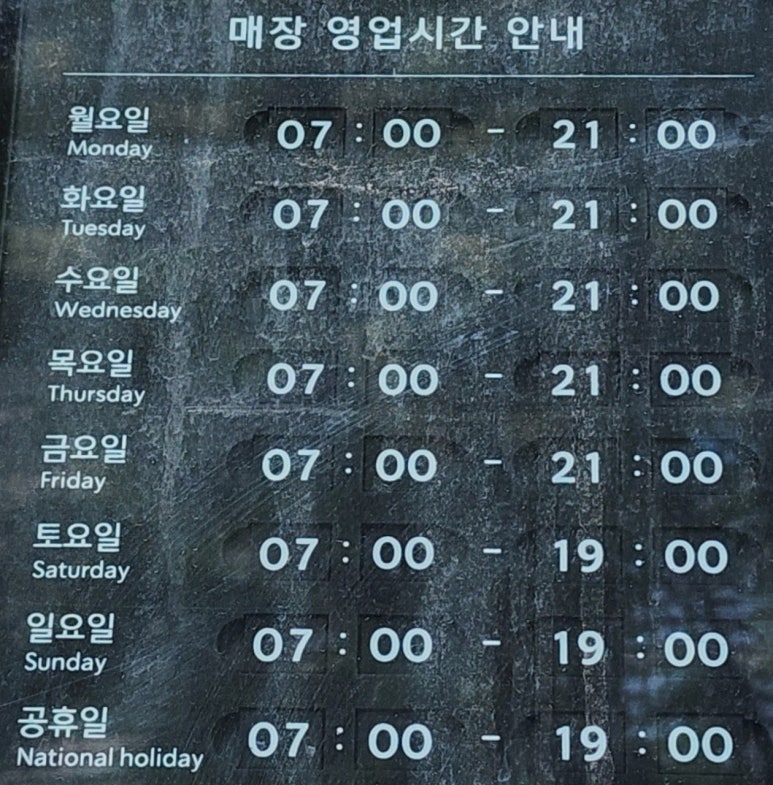 매장 영업시간 안내
월요일 07 : 00 - 21 : 00
Monday
화요일 07 : 00 - 21 : 00
Tuesday
수요일 07 : 00 - 21 : 00
Wednesday
목요일 07 : 00 - 21 : 00
Thursday
금요일 07 : 00 - 21 : 00
Friday
토요일 07 : 00 - 19 : 00
Saturday
일요일 07 : 00 - 19 : 00
Sunday
공휴일 07 : 00 - 19 : 00
National holiday